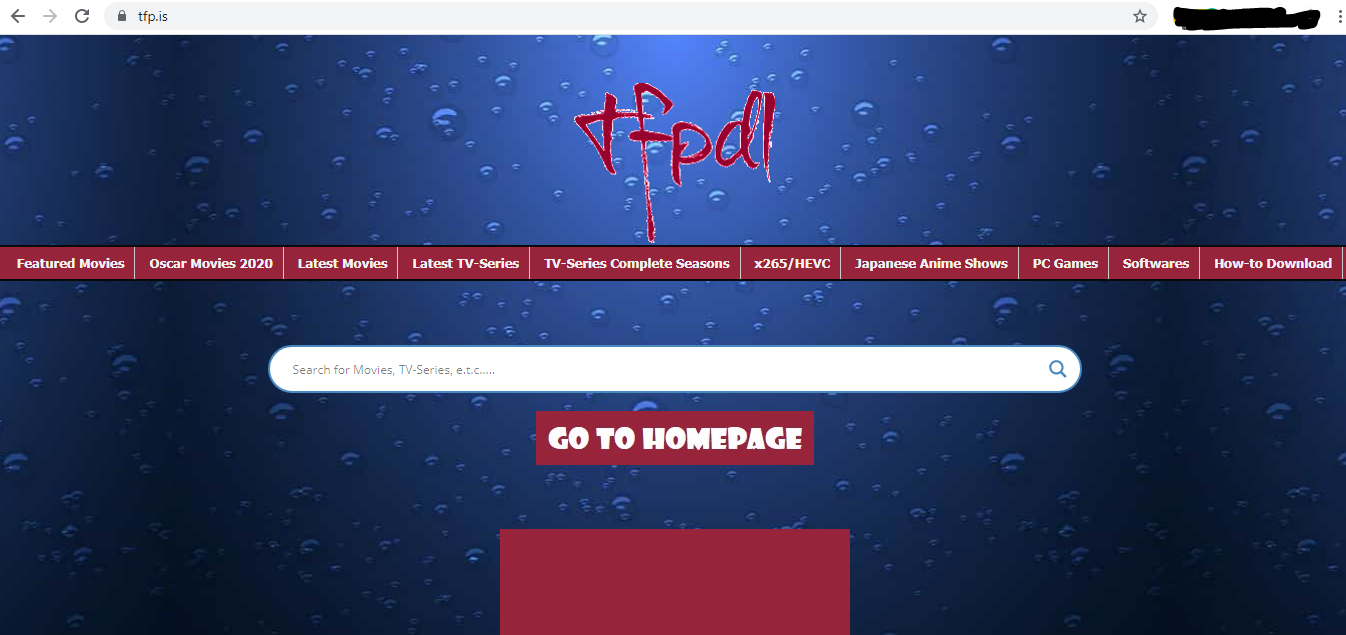 tfp.is
tfpdl
Featured Movies
Oscar Movies 2020
Latest Movies
Latest TV-Series
TV-Series Complete Seasons
x265/HEVC
Japanese Anime Shows
PC Games
Softwares
How-to Download
Search for Movies, TV-Series, e.t.c.....
GO TO HOMEPAGE